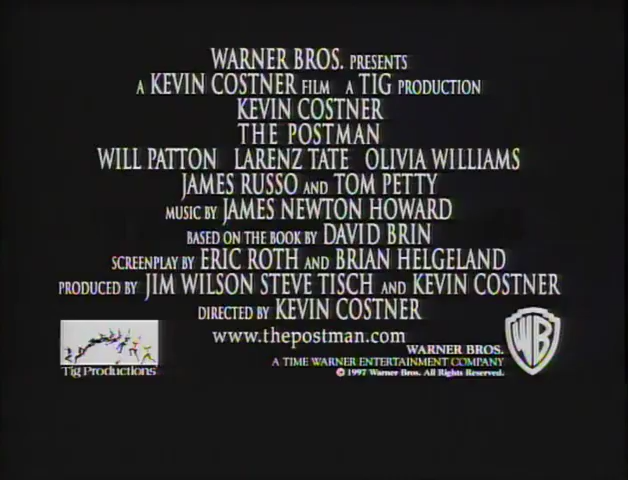 WARNER BROS. PRESENTS
A KEVIN COSTNER FILM A TIG PRODUCTION
KEVIN COSTNER
THE POSTMAN
WILL PATTON LARENZ TATE OLIVIA WILLIAMS
JAMES RUSSO AND TOM PETTY
MUSIC BY JAMES NEWTON HOWARD
BASED ON THE BOOK BY DAVID BRIN
SCREENPLAY BY ERIC ROTH AND BRIAN HELGELAND
PRODUCED BY JIM WILSON STEVE TISCH AND KEVIN COSTNER
DIRECTED BY KEVIN COSTNER
www.thepostman.com
Tig Productions
WARNER BROS.
A TIME WARNER ENTERTAINMENT COMPANY
© 1997 Warner Bros. All Rights Reserved.
WB